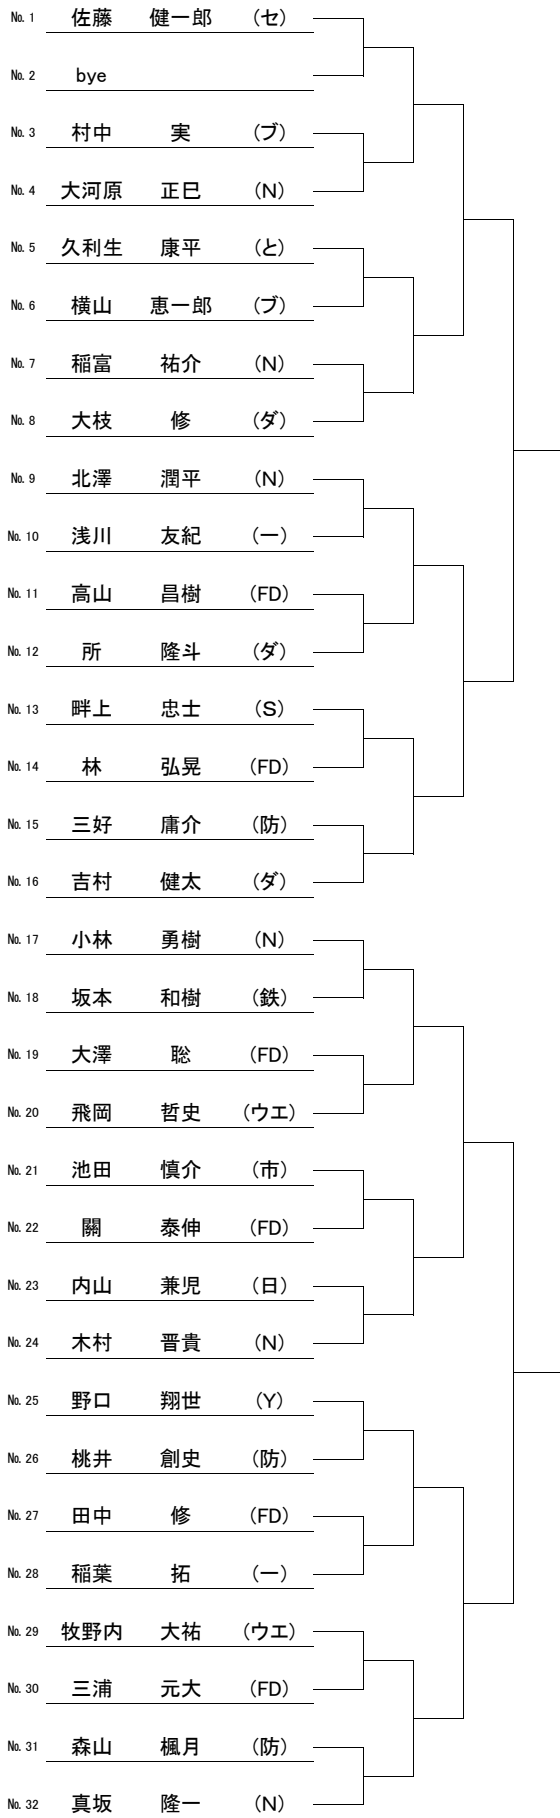 № 1 佐藤 健一郎 (セ)
№ 2 bye
№ 3 村中 実 (ブ)
№ 4 大河原 正巳 (N)
№ 5 久利生 康平 (と)
№ 6 横山 恵一郎 (ブ)
№ 7 稲富 祐介 (N)
№ 8 大枝 修 (ダ)
№ 9 北澤 潤平 (N)
№ 10 浅川 友紀 (一)
№ 11 高山 昌樹 (FD)
№ 12 所 隆斗 (ダ)
№ 13 畔上 忠士 (S)
№ 14 林 弘晃 (FD)
№ 15 三好 庸介 (防)
№ 16 吉村 健太 (ダ)
№ 17 小林 勇樹 (N)
№ 18 坂本 和樹 (鉄)
№ 19 大澤 聡 (FD)
№ 20 飛岡 哲史 (ウエ)
№ 21 池田 慎介 (市)
№ 22 關 泰伸 (FD)
№ 23 内山 兼児 (日)
№ 24 木村 晋貴 (N)
№ 25 野口 翔世 (Y)
№ 26 桃井 創史 (防)
№ 27 田中 修 (FD)
№ 28 稲葉 拓 (一)
№ 29 牧野内 大祐 (ウエ)
№ 30 三浦 元大 (FD)
№ 31 森山 楓月 (防)
№ 32 真坂 隆一 (N)